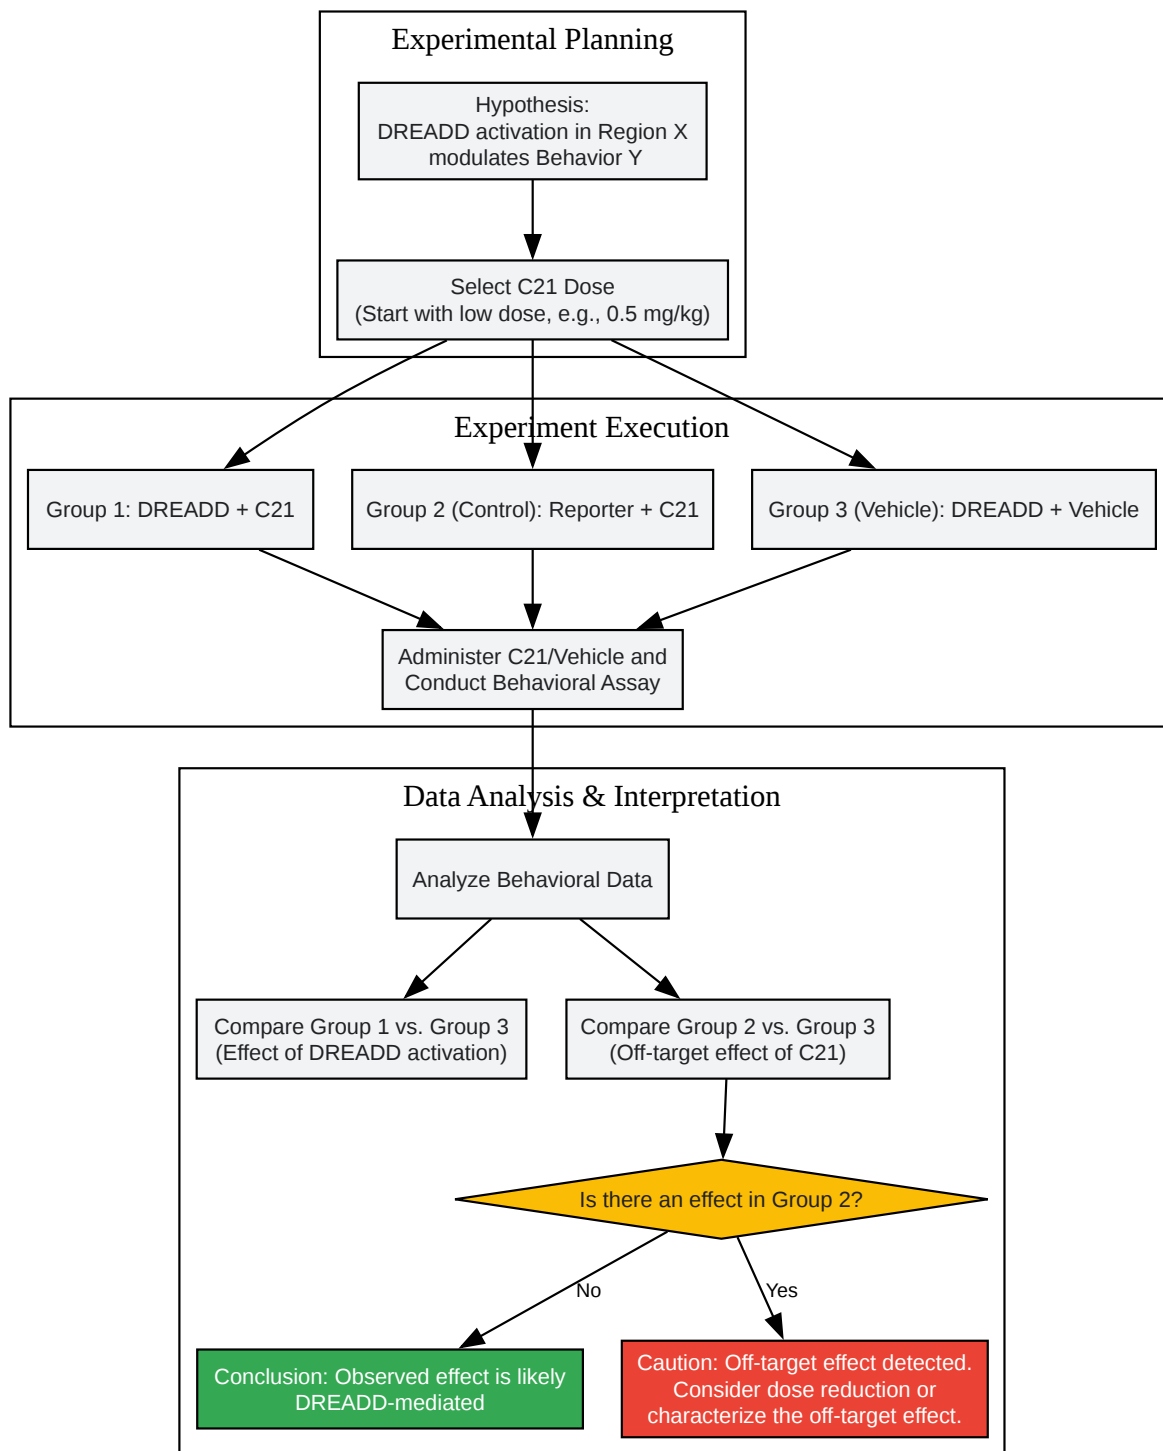 Experimental Planning
Hypothesis:
DREADD activation in Region X
modulates Behavior Y
Select C21 Dose
(Start with low dose, e.g., 0.5 mg/kg)
Experiment Execution
Group 1: DREADD + C21
Group 2 (Control): Reporter + C21
Group 3 (Vehicle): DREADD + Vehicle
Administer C21/Vehicle and
Conduct Behavioral Assay
Data Analysis & Interpretation
Analyze Behavioral Data
Compare Group 1 vs. Group 3
(Effect of DREADD activation)
Compare Group 2 vs. Group 3
(Off-target effect of C21)
Is there an effect in Group 2?
No
Yes
Conclusion: Observed effect is likely
DREADD-mediated
Caution: Off-target effect detected.
Consider dose reduction or
characterize the off-target effect.